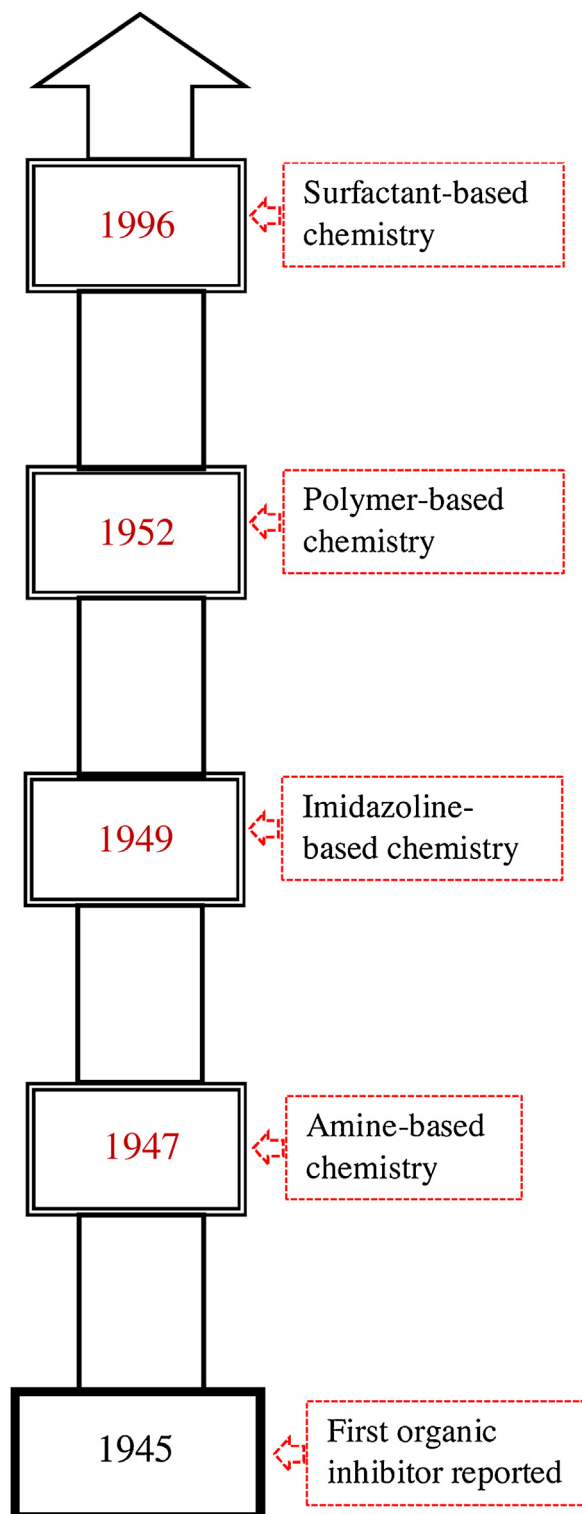 1996
Surfactant-based
chemistry
1952
Polymer-based
chemistry
1949
Imidazoline-
based chemistry
1947
Amine-based
chemistry
1945
First organic
inhibitor reported